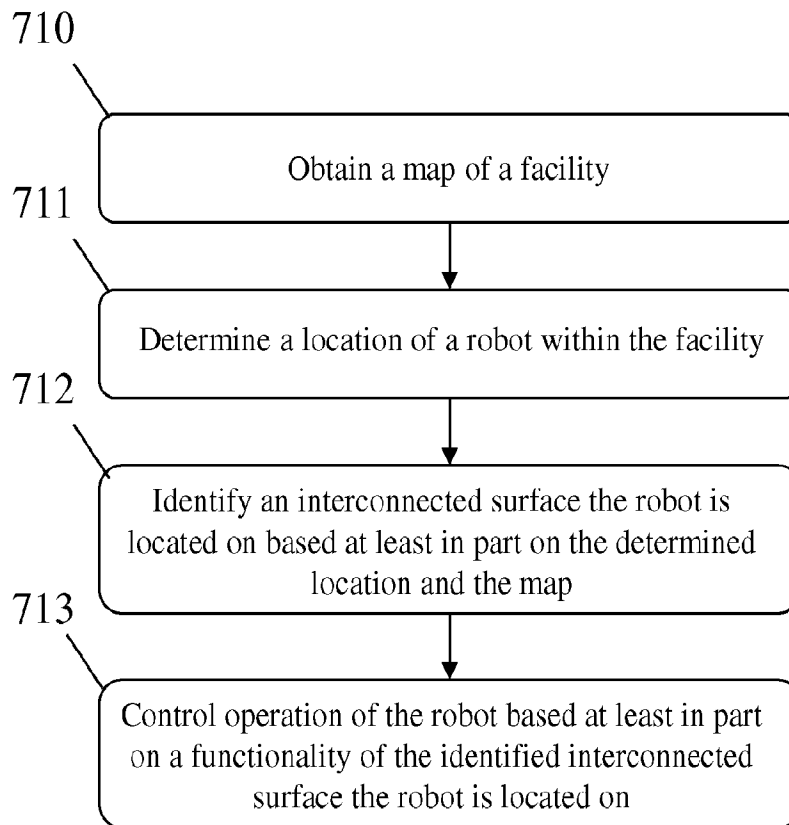 710
Obtain a map of a facility
711
Determine a location of a robot within the facility
712
Identify an interconnected surface the robot is
located on based at least in part on the determined
location and the map
713
Control operation of the robot based at least in part
on a functionality of the identified interconnected
surface the robot is located on